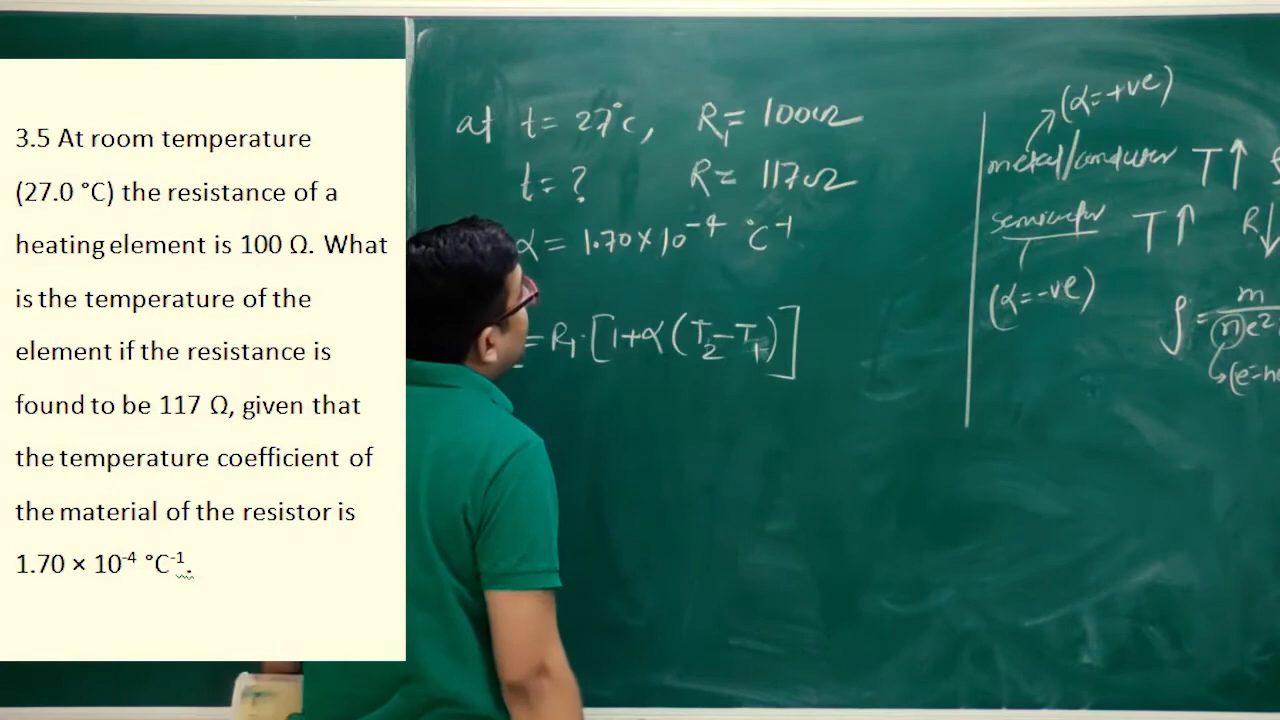 3.5 At room temperature
(27.0 °C) the resistance of a
heating element is 100 Ω. What
is the temperature of the
element if the resistance is
found to be 117 Ω, given that
the temperature coefficient of
the material of the resistor is
1.70 × 10⁻⁴ °C⁻¹.
at t = 27°C, R₁ = 100Ω
t = ? R = 117Ω
α = 1.70 × 10⁻⁴ °C⁻¹
= R₁ · [1 + α (T₂ – T₁)]
(α = +ve)
metal/conductor T↑
T↑ R↓
(α = -ve)
ρ = m
(n)e²